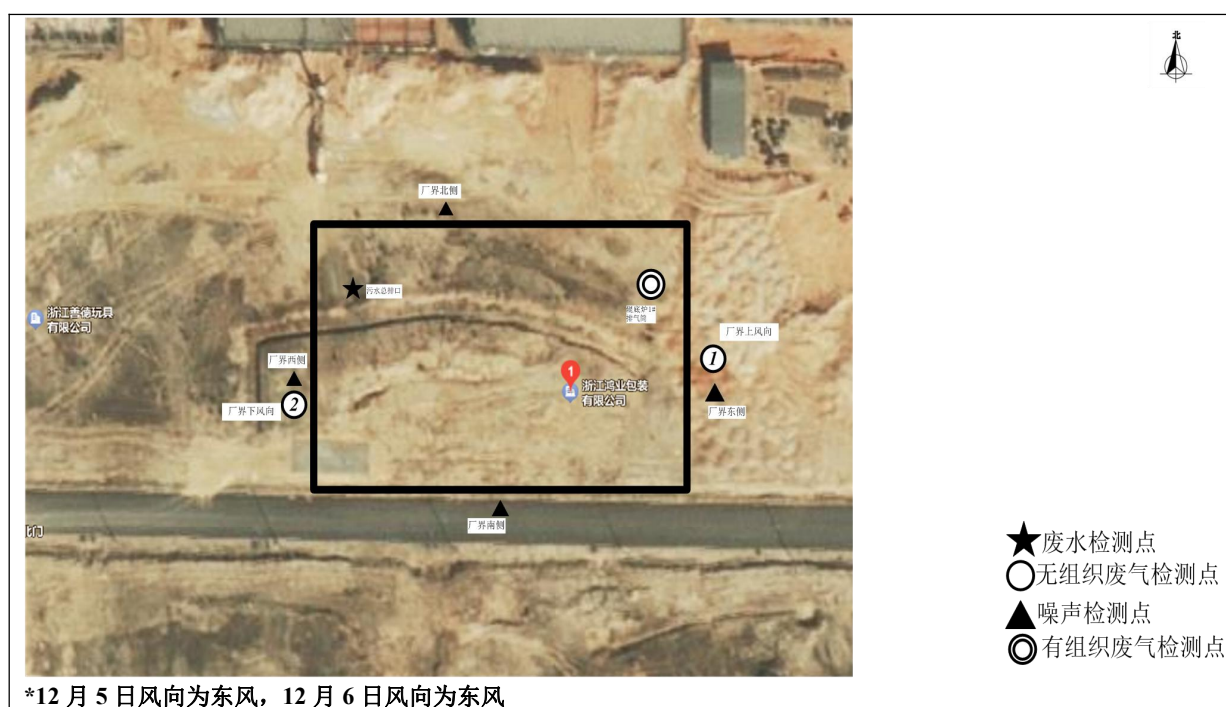 北
厂界北侧
污水总排口
排气筒
浙江善德玩具
有限公司
厂界上风向
1
厂界西侧
1
浙江鸿业包装
有限公司
厂界下风向
2
厂界东侧
厂界南侧
北门
废水检测点
无组织废气检测点
噪声检测点
有组织废气检测点
*12 月 5 日风向为东风，12 月 6 日风向为东风